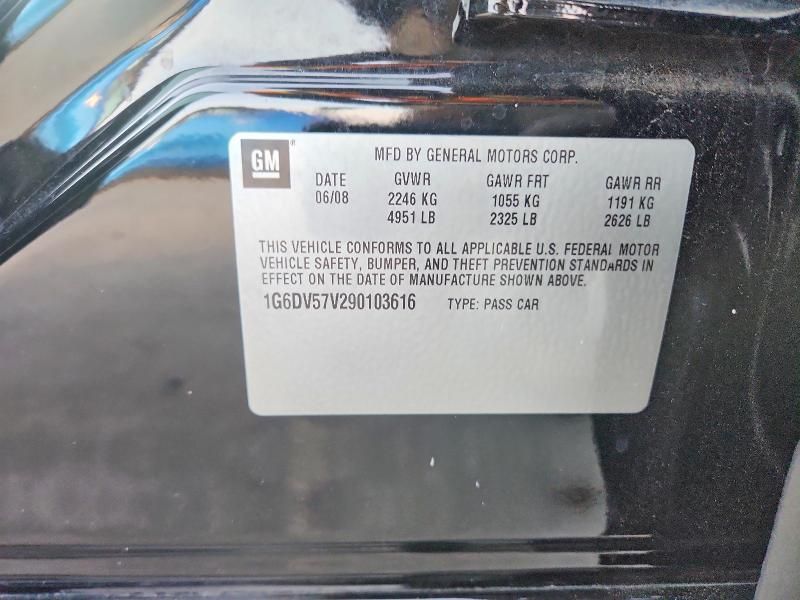 GM
MFD BY GENERAL MOTORS CORP.
DATE GVWR GAWR FRT GAWR RR
06/08 2246 KG 1055 KG 1191 KG
4951 LB 2325 LB 2626 LB
THIS VEHICLE CONFORMS TO ALL APPLICABLE U.S. FEDERAL MOTOR
VEHICLE SAFETY, BUMPER, AND THEFT PREVENTION STANDARDS IN
EFFECT ON THE DATE OF MANUFACTURE SHOWN ABOVE.
1G6DV57V290103616 TYPE: PASS CAR